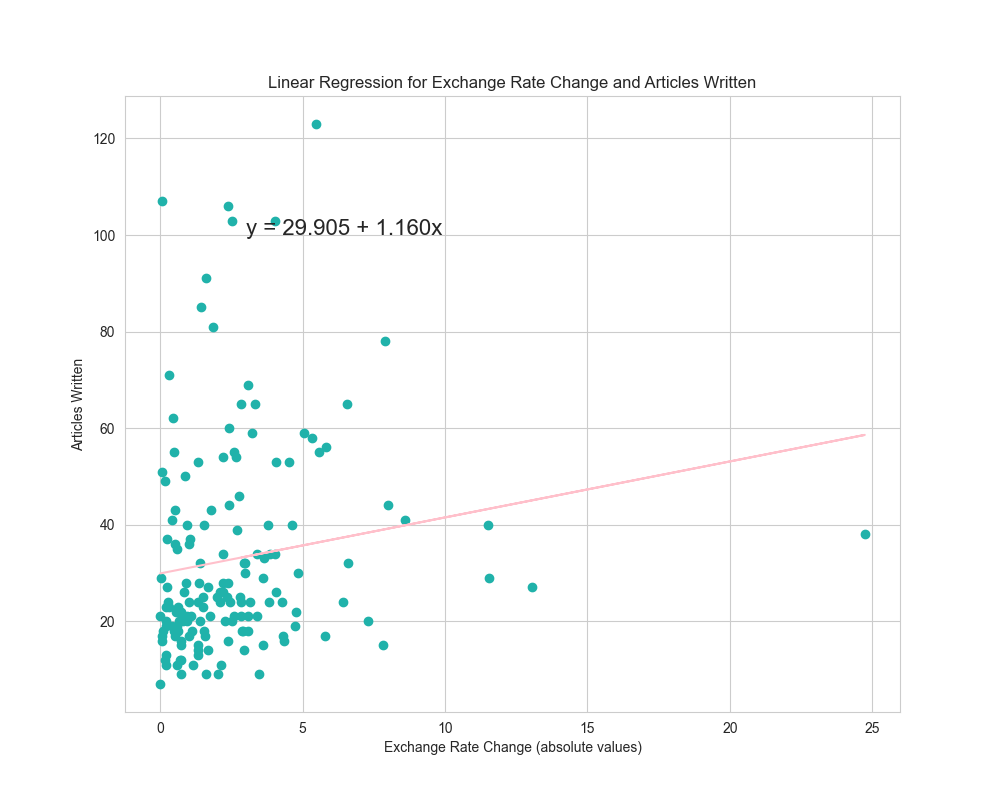 Linear Regression for Exchange Rate Change and Articles Written
120
100
80
60
40
20
Articles Written
y = 29.905 + 1.160x
0 5 10 15 20 25
Exchange Rate Change (absolute values)